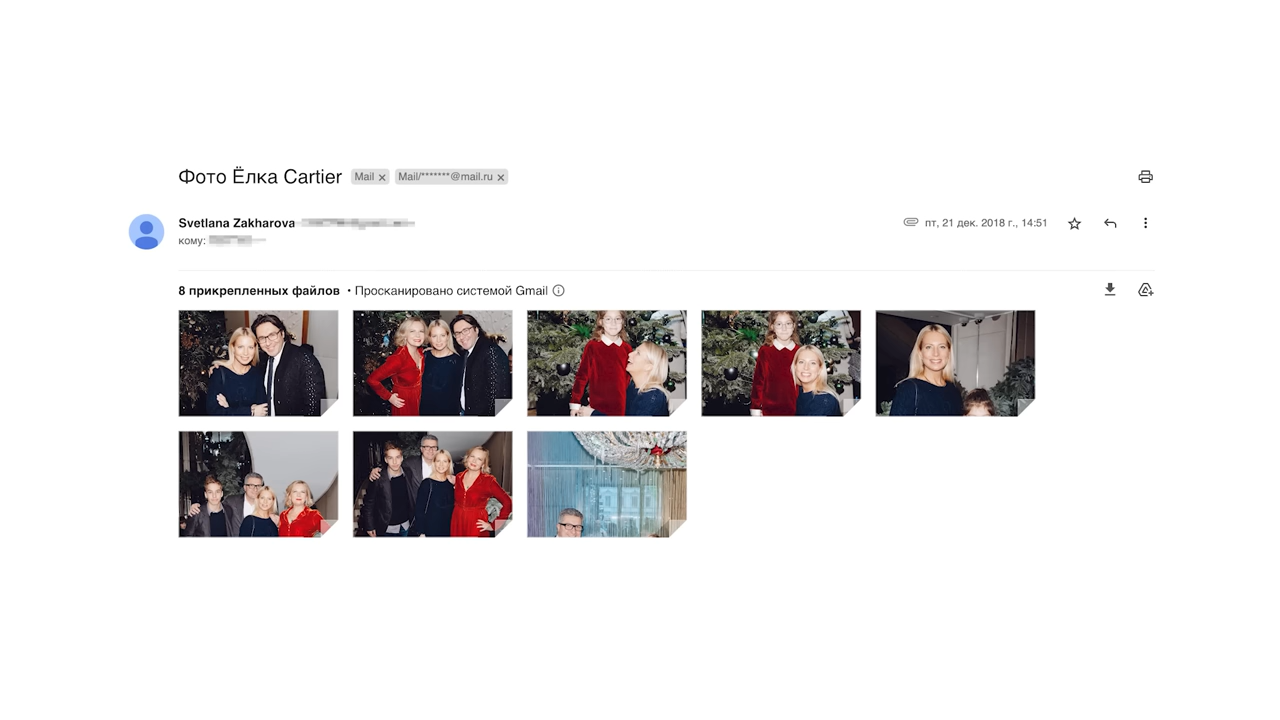 Фото Ёлка Cartier Mail × Mail/*******@mail.ru ×
Svetlana Zakharova пт, 21 дек. 2018 г., 14:51
кому:
8 прикрепленных файлов • Просканировано системой Gmail